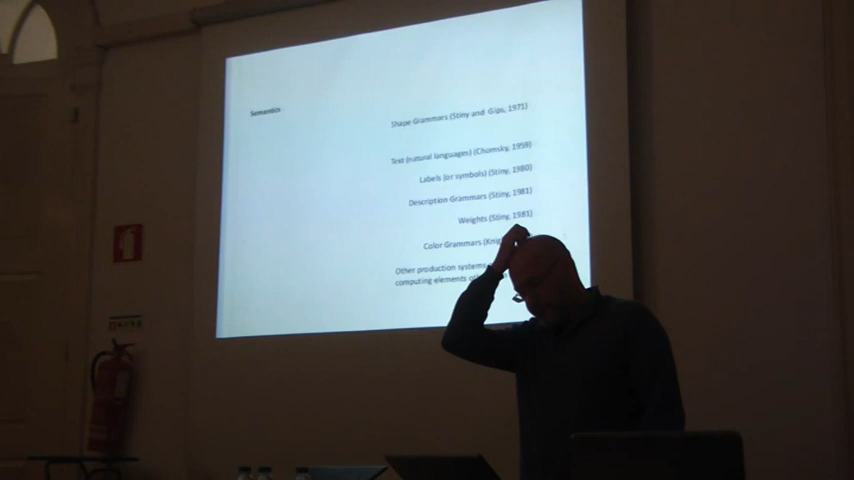 Semantics
Shape Grammars (Stiny and Gips, 1971)
Text (natural languages) (Chomsky, 1959)
Labels (or symbols) (Stiny, 1980)
Description Grammars (Stiny, 1981)
Weights (Stiny, 1981)
Color Grammars
Other production systems
computing elements